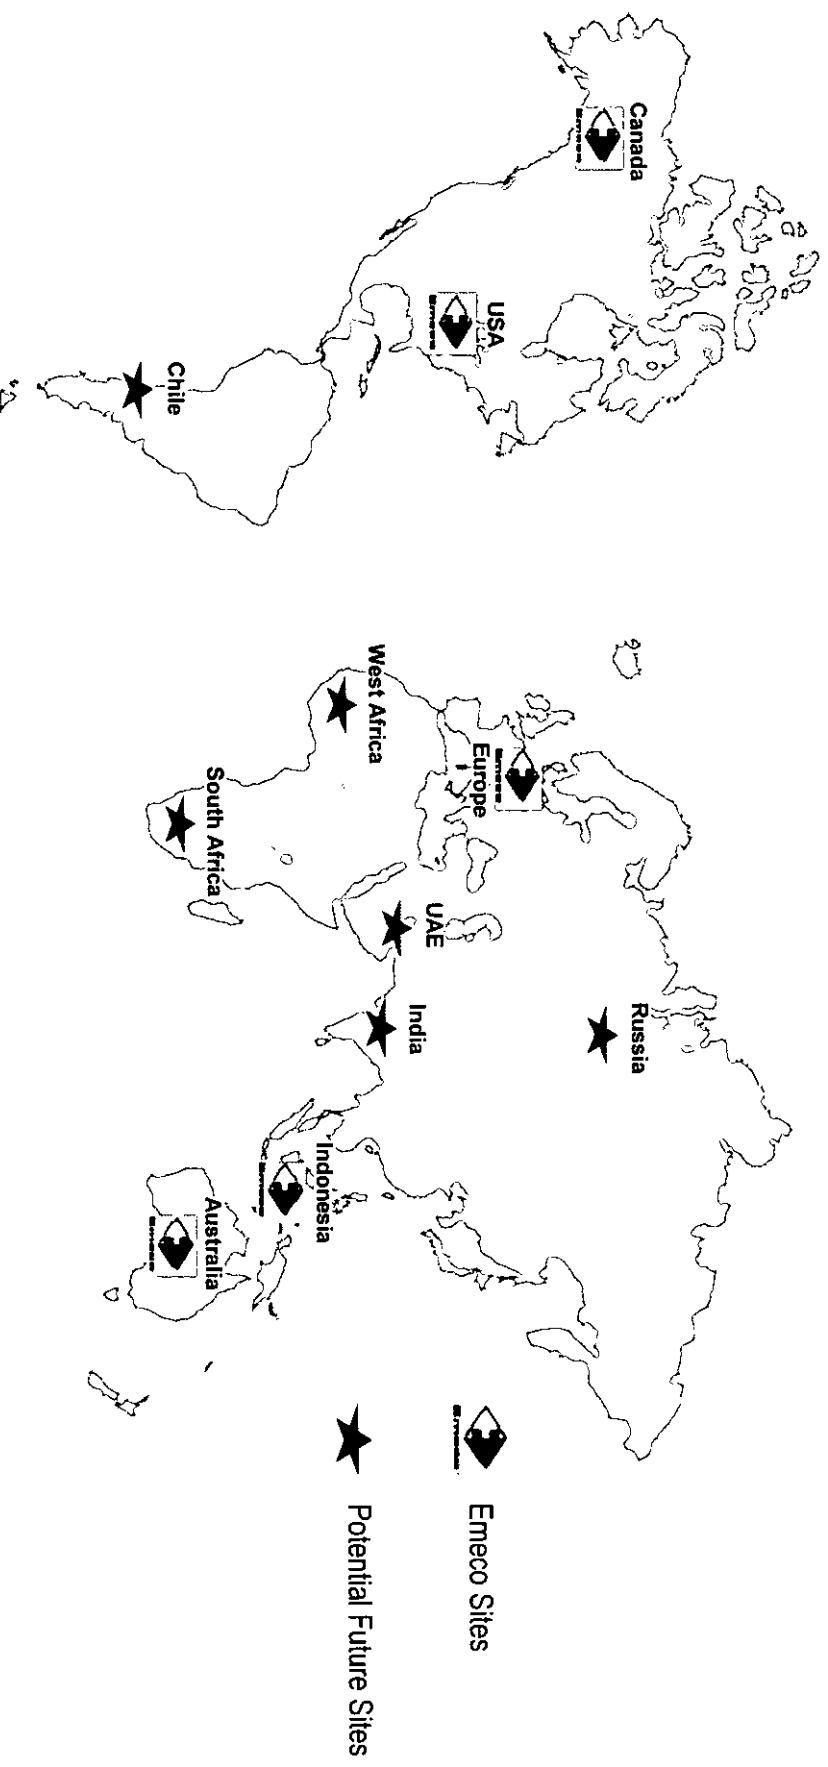 Canada
USA
Chile
Europe
West Africa
South Africa
UAE
India
Russia
Indonesia
Australia
Emeco Sites
Potential Future Sites